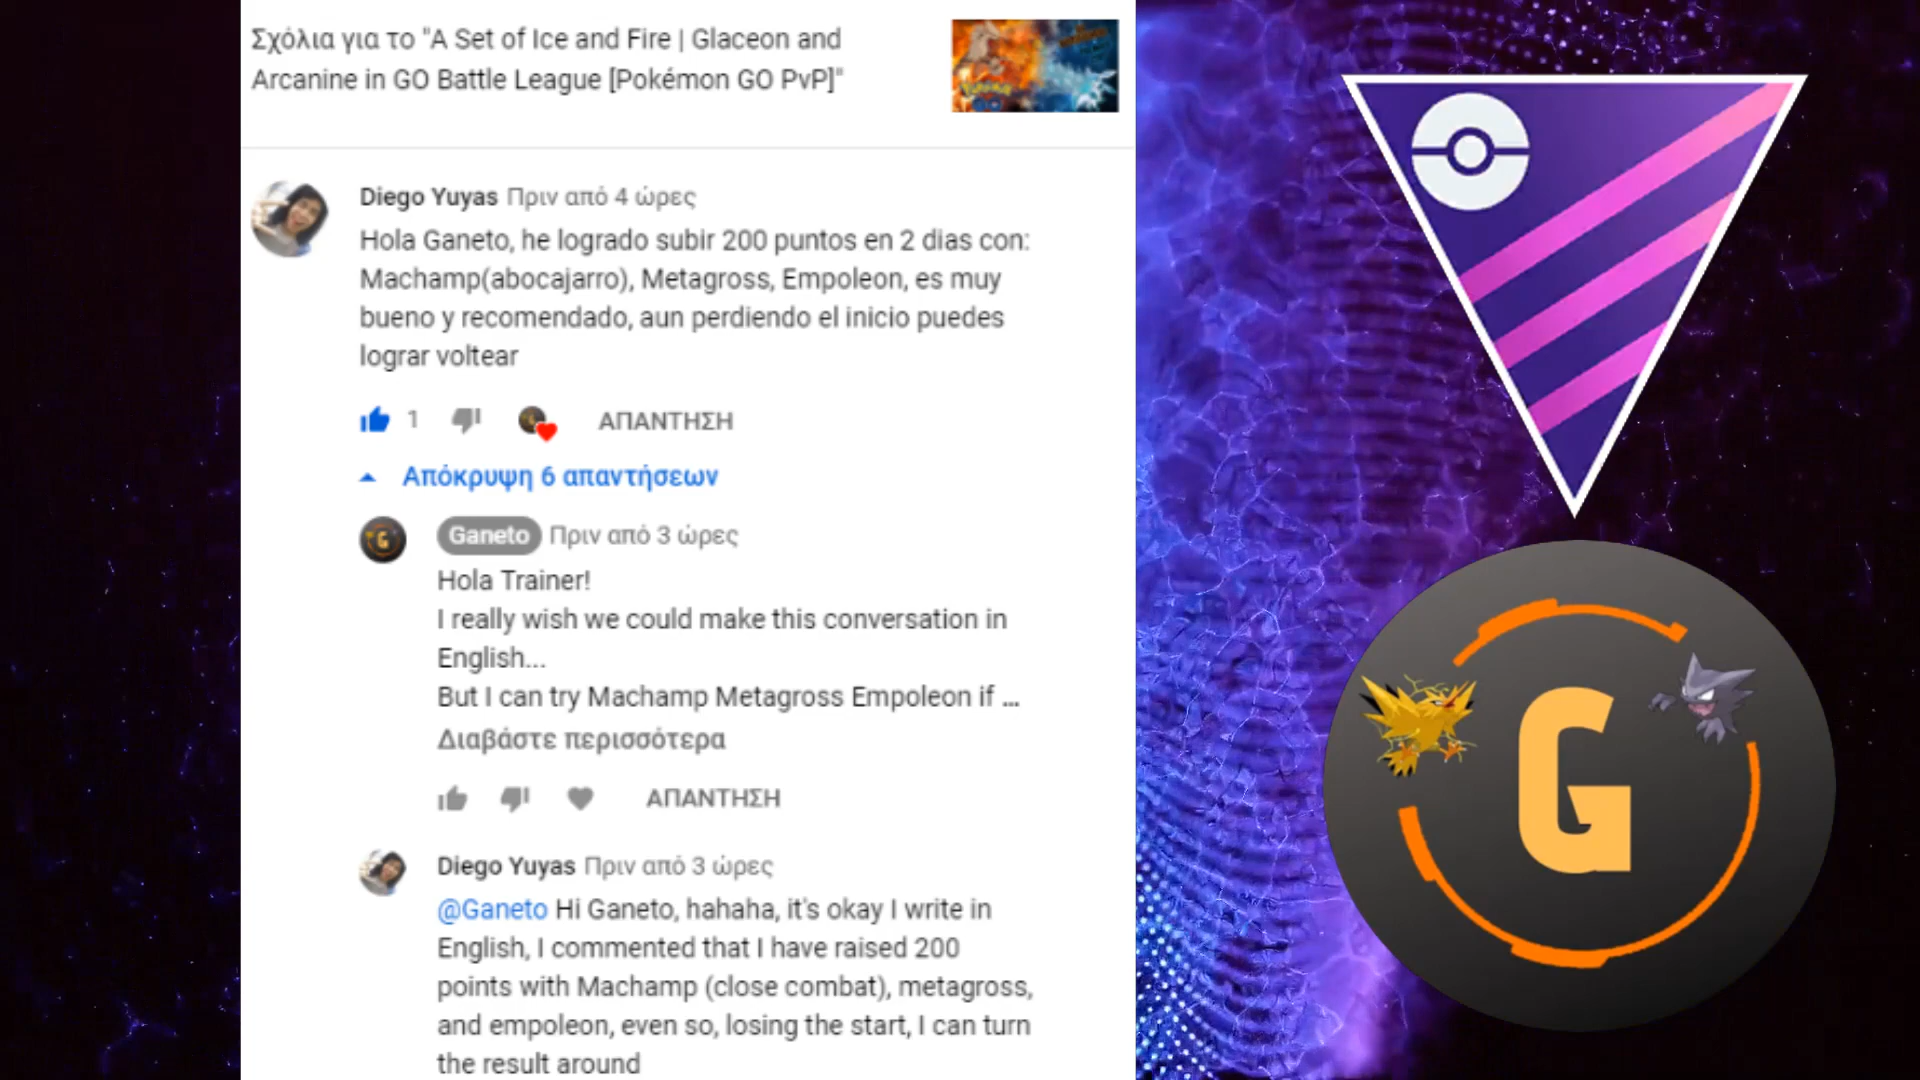 Σχόλια για το "A Set of Ice and Fire | Glaceon and
Arcanine in GO Battle League [Pokémon GO PvP]"
Diego Yuyas Πριν από 4 ώρες
Hola Ganeto, he logrado subir 200 puntos en 2 dias con:
Machamp(abocajarro), Metagross, Empoleon, es muy
bueno y recomendado, aun perdiendo el inicio puedes
lograr voltear
1 ΑΠΑΝΤΗΣΗ
Απόκρυψη 6 απαντήσεων
Ganeto Πριν από 3 ώρες
Hola Trainer!
I really wish we could make this conversation in
English...
But I can try Machamp Metagross Empoleon if ...
Διαβάστε περισσότερα
ΑΠΑΝΤΗΣΗ
Diego Yuyas Πριν από 3 ώρες
@Ganeto Hi Ganeto, hahaha, it's okay I write in
English, I commented that I have raised 200
points with Machamp (close combat), metagross,
and empoleon, even so, losing the start, I can turn
the result around
G